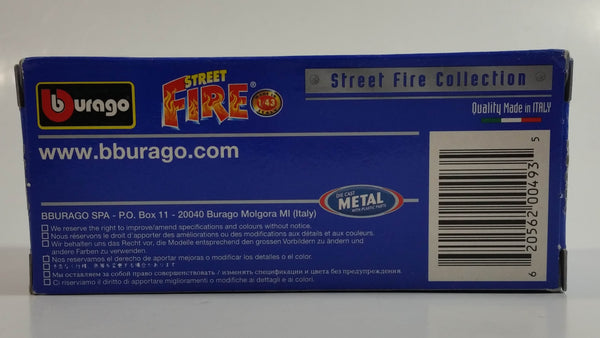 burago
STREET
FIRE®
1:43
Street Fire Collection
Quality Made in ITALY
www.bburago.com
DIE CAST
METAL
WITH PLASTIC PARTS
BBURAGO SPA - P.O. Box 11 - 20040 Burago Molgora MI (Italy)
We reserve the right to improve/amend specifications and colours without notice.
Nous réservons le droit d'apporter des améliorations ou des modifications aux détails et aux couleurs.
Wir behalten uns das Recht vor, die Modelle entsprechend den grossen Vorbildern zu ändern und
andere Farben zu verwenden.
Nos reservamos el derecho de aportar mejoras o modificar los detalles o el color.
Мы оставляем за собой право совершенствовать / изменять спецификации и цвета без предупреждения.
Ci riserviamo il diritto di apportare miglioramenti o modifiche ai dettagli e ai colori.
6 20562 00493 5